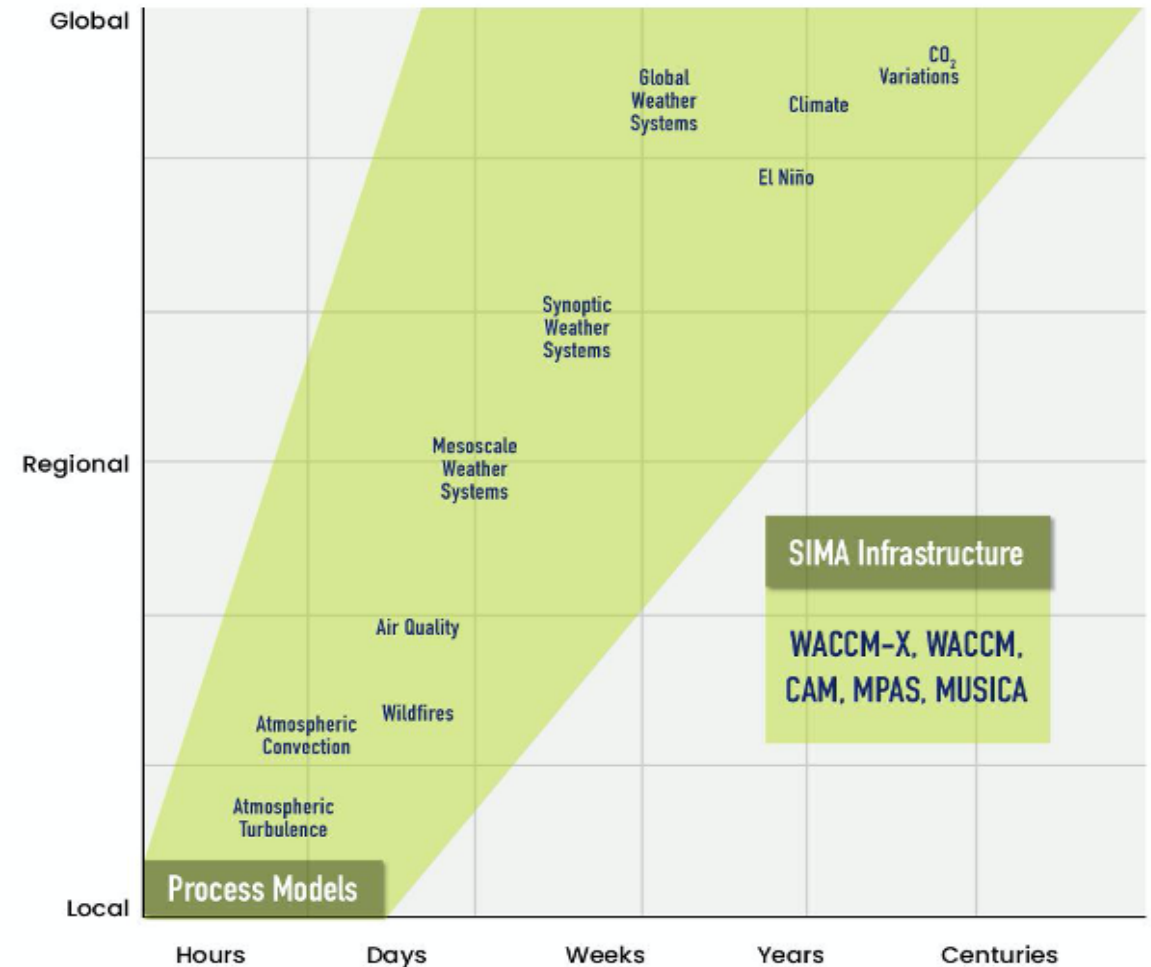 Global
CO₂
Variations
Global
Weather
Systems
Climate
El Niño
Synoptic
Weather
Systems
Regional
Mesoscale
Weather
Systems
SIMA Infrastructure
WACCM-X, WACCM,
CAM, MPAS, MUSICA
Air Quality
Wildfires
Atmospheric
Convection
Atmospheric
Turbulence
Process Models
Local
Hours Days Weeks Years Centuries